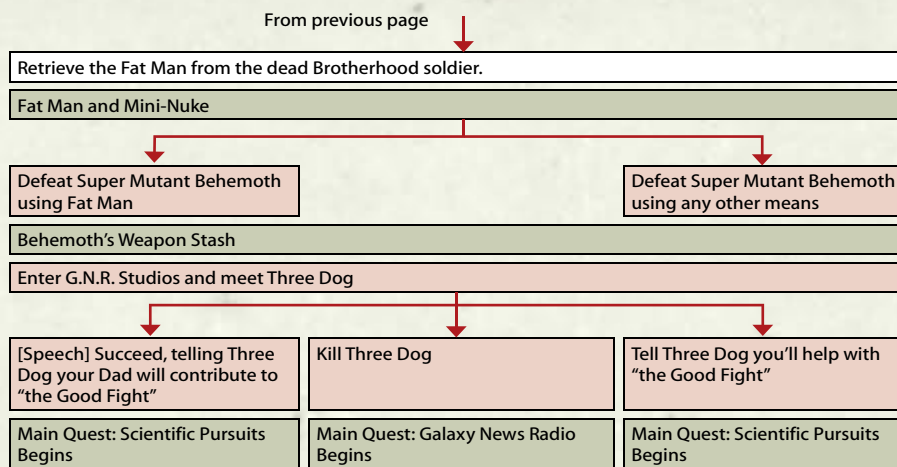 From previous page
Retrieve the Fat Man from the dead Brotherhood soldier.
Fat Man and Mini-Nuke
Defeat Super Mutant Behemoth
using Fat Man
Defeat Super Mutant Behemoth
using any other means
Behemoth's Weapon Stash
Enter G.N.R. Studios and meet Three Dog
[Speech] Succeed, telling Three
Dog your Dad will contribute to
“the Good Fight”
Kill Three Dog
Tell Three Dog you'll help with
“the Good Fight”
Main Quest: Scientific Pursuits
Begins
Main Quest: Galaxy News Radio
Begins
Main Quest: Scientific Pursuits
Begins